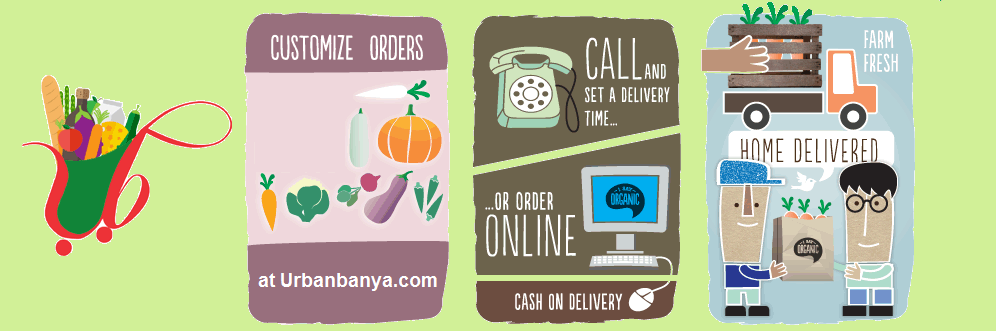 CUSTOMIZE ORDERS
at Urbanbanya.com
CALL AND
SET A DELIVERY
TIME...
...OR ORDER
ONLINE
ORGANIC
CASH ON DELIVERY
FARM
FRESH
HOME DELIVERED
ORGANIC